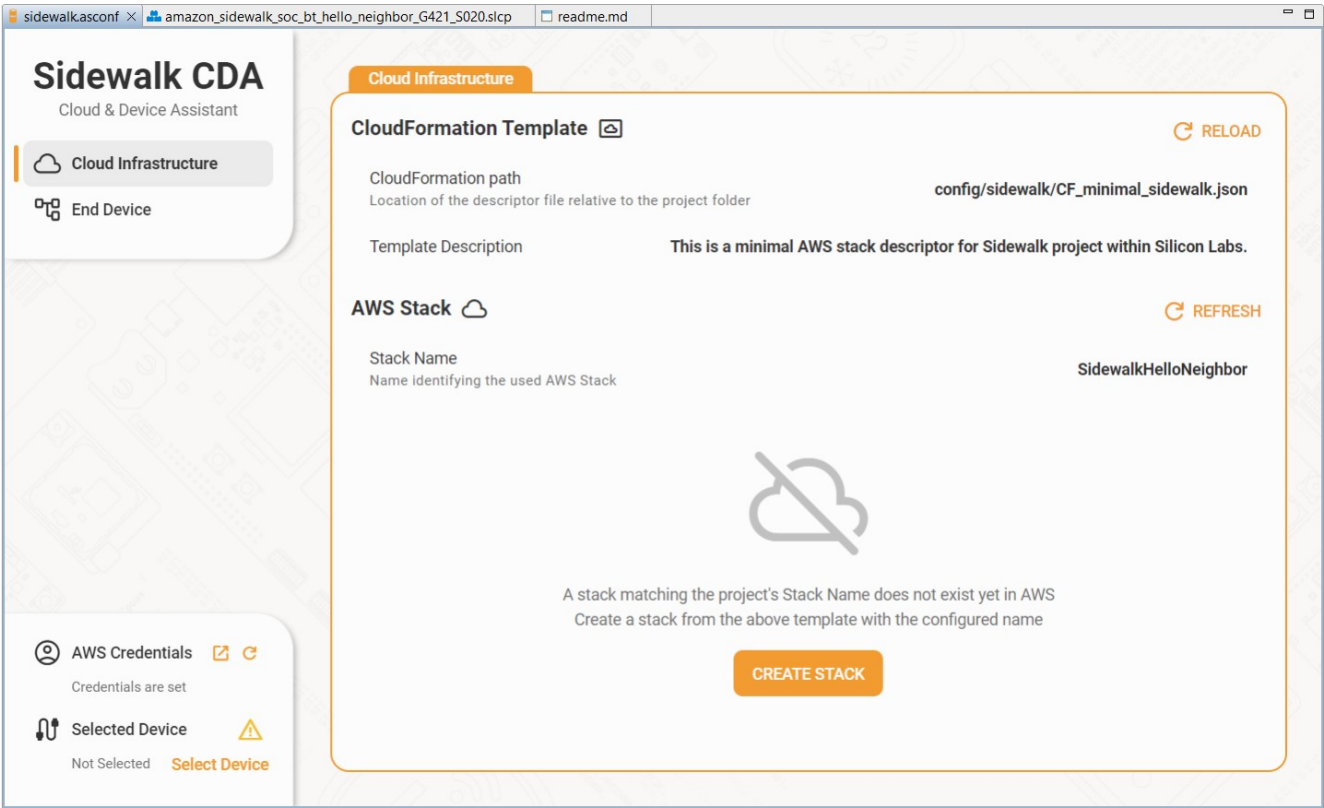 sidewalk.asconf
amazon_sidewalk_soc_bt_hello_neighbor_G421_S020.slcp
readme.md
Sidewalk CDA
Cloud & Device Assistant
Cloud Infrastructure
End Device
AWS Credentials
Credentials are set
Selected Device
Not Selected Select Device
Cloud Infrastructure
CloudFormation Template
RELOAD
CloudFormation path
Location of the descriptor file relative to the project folder
config/sidewalk/CF_minimal_sidewalk.json
Template Description
This is a minimal AWS stack descriptor for Sidewalk project within Silicon Labs.
AWS Stack
REFRESH
Stack Name
Name identifying the used AWS Stack
SidewalkHelloNeighbor
A stack matching the project's Stack Name does not exist yet in AWS
Create a stack from the above template with the configured name
CREATE STACK